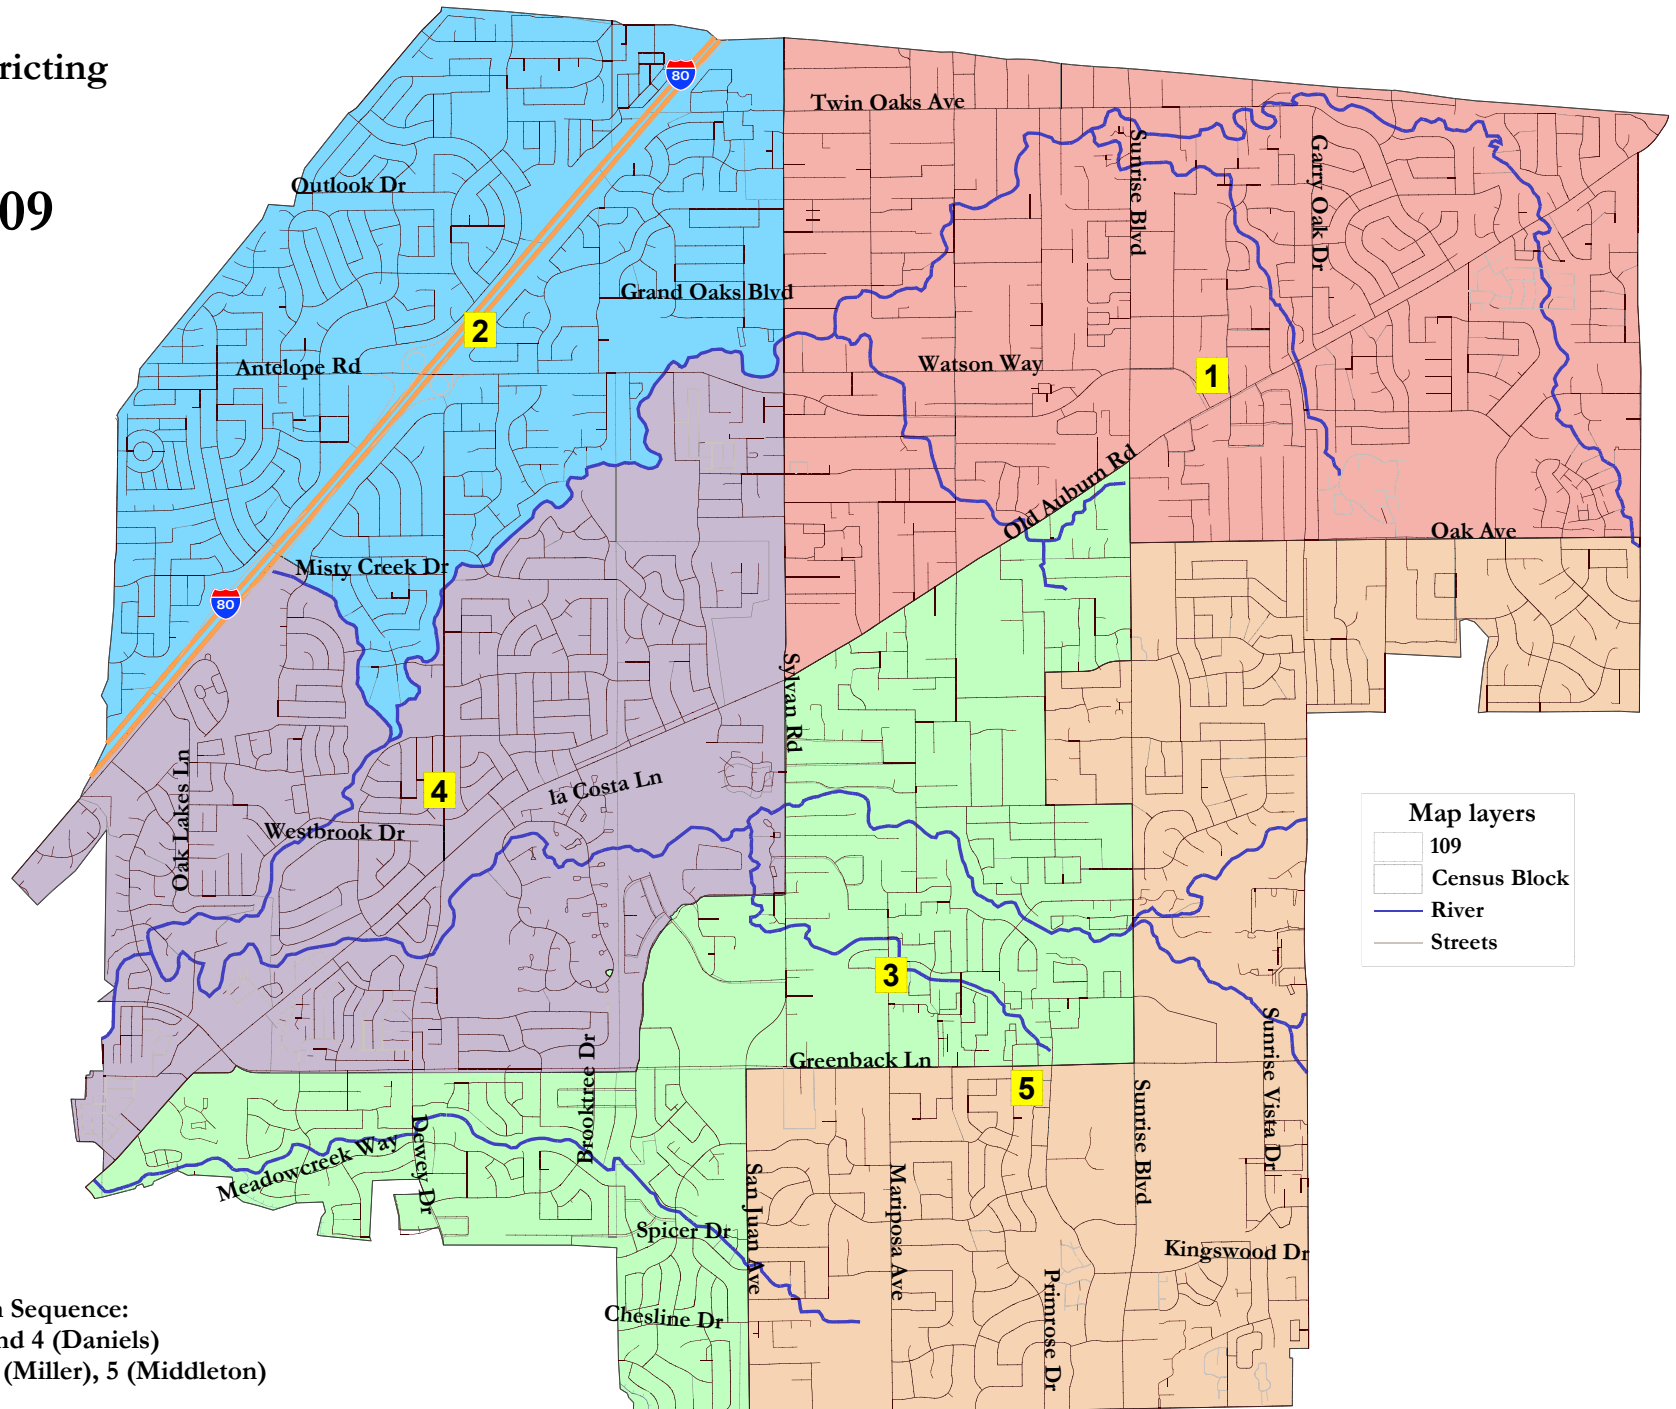 ricting
09
80
Twin Oaks Ave
Sunrise Blvd
Garry Oak Dr
Outlook Dr
Grand Oaks Blvd
2
Antelope Rd
Watson Way
1
Old Auburn Rd
Oak Ave
Misty Creek Dr
80
Sylvan Rd
Oak Lakes Ln
4
la Costa Ln
Westbrook Dr
Map layers
109
Census Block
River
Streets
3
Greenback Ln
5
Brooktree Dr
Sunrise Vista Dr
Sunrise Blvd
Meadowcreek Way
Dewey Dr
San Juan Ave
Mariposa Ave
Spicer Dr
Kingswood Dr
Primrose Dr
Chesline Dr
n Sequence:
nd 4 (Daniels)
(Miller), 5 (Middleton)